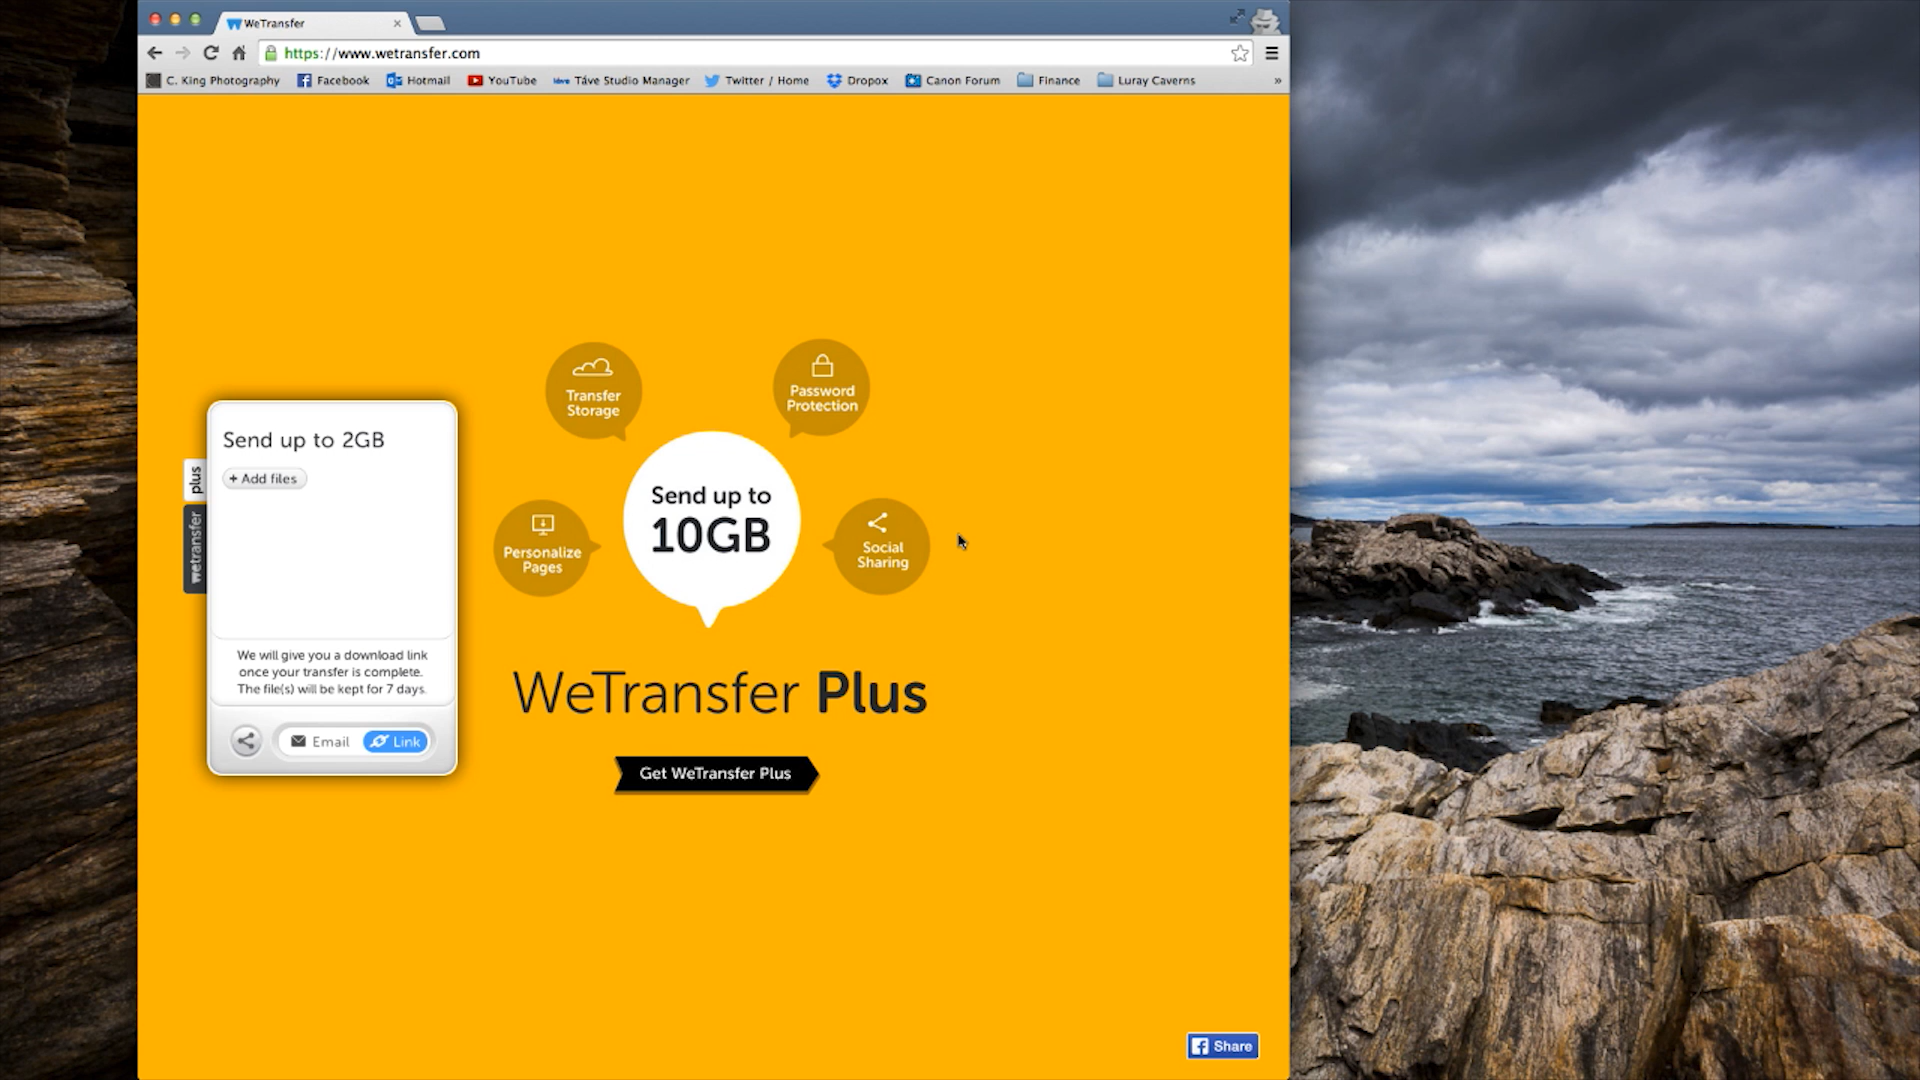 WeTransfer
https://www.wetransfer.com
C. King Photography
Facebook
Hotmail
YouTube
Táve Studio Manager
Twitter / Home
Dropox
Canon Forum
Finance
Luray Caverns
»
Transfer
Storage
Password
Protection
Send up to 2GB
+ Add files
plus
wetransfer
Send up to
10GB
Personalize
Pages
Social
Sharing
We will give you a download link
once your transfer is complete.
The file(s) will be kept for 7 days.
Email
Link
WeTransfer Plus
Get WeTransfer Plus
Share